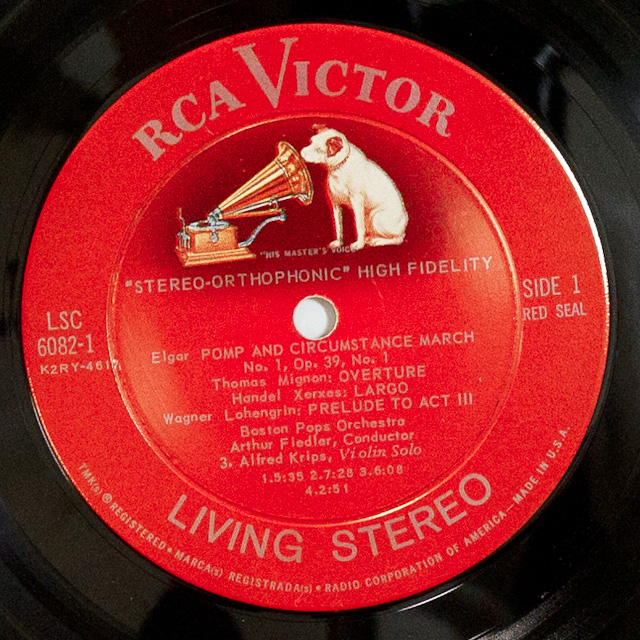 RCA VICTOR
"HIS MASTER'S VOICE"
"STEREO-ORTHOPHONIC" HIGH FIDELITY
SIDE 1
RED SEAL
LSC
6082-1
K2RY-4617
Elgar POMP AND CIRCUMSTANCE MARCH
No. 1, Op. 39, No. 1
Thomas Mignon: OVERTURE
Handel Xerxes: LARGO
Wagner Lohengrin: PRELUDE TO ACT III
Boston Pops Orchestra
Arthur Fiedler, Conductor
3. Alfred Krips, Violin Solo
1.5:35 2.7:28 3.6:08
4.2:51
LIVING STEREO
TMK(s) ® REGISTERED • MARCA(s) REGISTRADA(s) • RADIO CORPORATION OF AMERICA—MADE IN U.S.A.